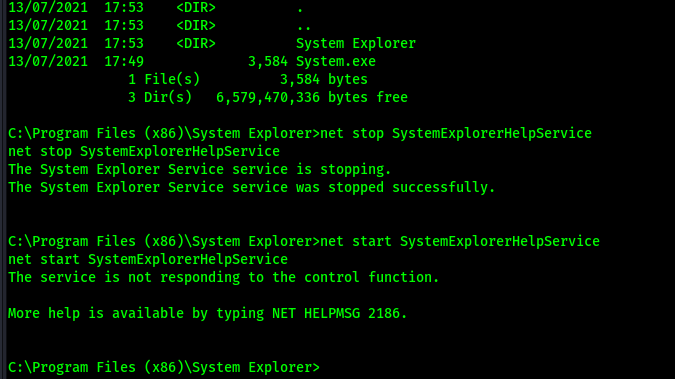 13/07/2021  17:53    <DIR>          .
13/07/2021  17:53    <DIR>          ..
13/07/2021  17:53    <DIR>          System Explorer
13/07/2021  17:49             3,584 System.exe
               1 File(s)          3,584 bytes
               3 Dir(s)   6,579,470,336 bytes free
C:\Program Files (x86)\System Explorer>net stop SystemExplorerHelpService
net stop SystemExplorerHelpService
The System Explorer Service service is stopping.
The System Explorer Service service was stopped successfully.
C:\Program Files (x86)\System Explorer>net start SystemExplorerHelpService
net start SystemExplorerHelpService
The service is not responding to the control function.
More help is available by typing NET HELPMSG 2186.
C:\Program Files (x86)\System Explorer>